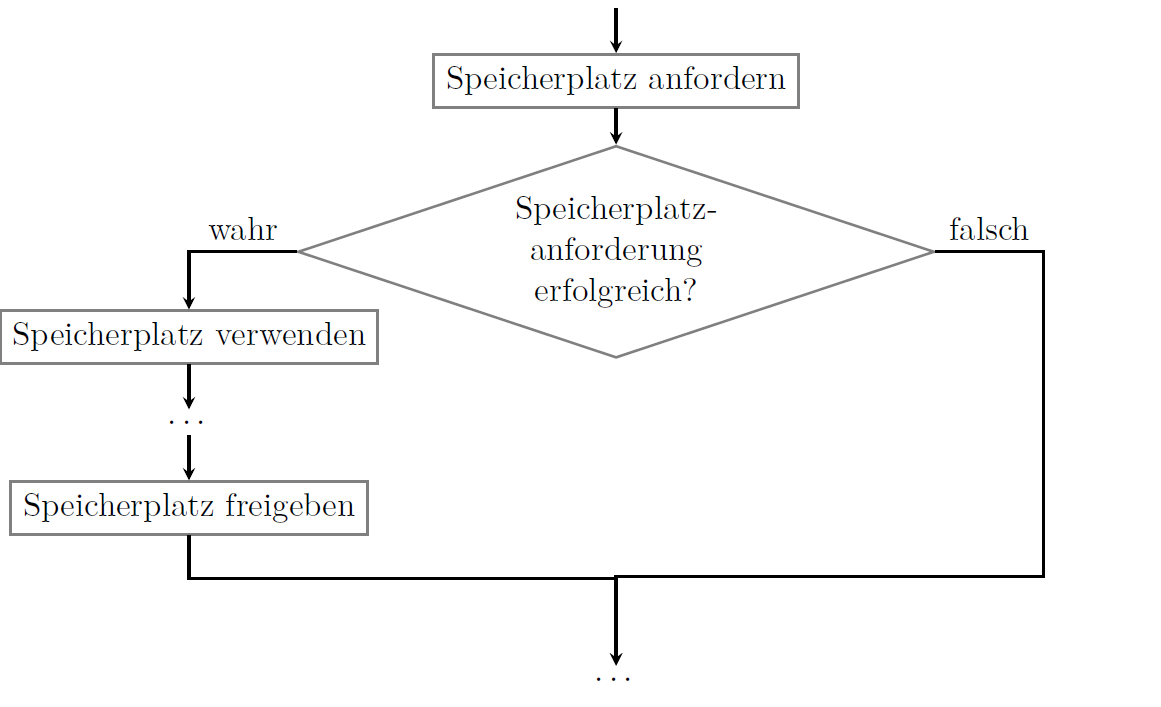 Speicherplatz anfordern
Speicherplatz-
anforderung
erfolgreich?
wahr
falsch
Speicherplatz verwenden
...
Speicherplatz freigeben
...